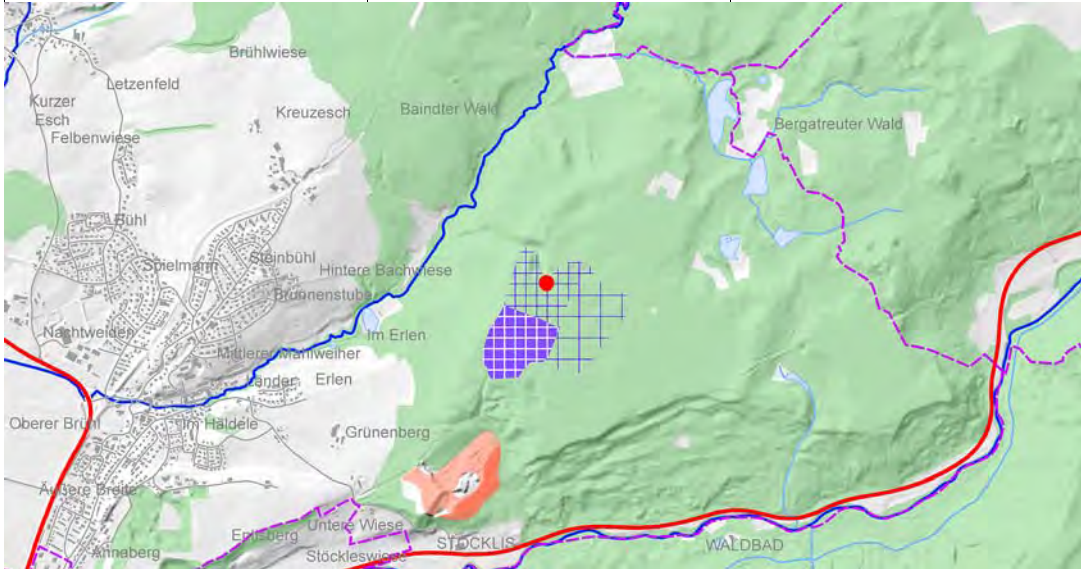 Brühlwiese
Letzenfeld
Kurzer
Esch
Kreuzesch
Baindter Wald
Felbenwiese
Bergatreuter Wald
Bühl
Spielmann
Steinbühl
Hintere Bachwiese
Brunnenstube
Nachtweiden
Im Erlen
Mittlerer Mahlweiher
Länder
Erlen
Oberer Brühl
Im Haldele
Grünenberg
Äußere Breite
Untere Wiese
Annaberg
Stöckleswiese
STÖCKLIS
WALDBAD